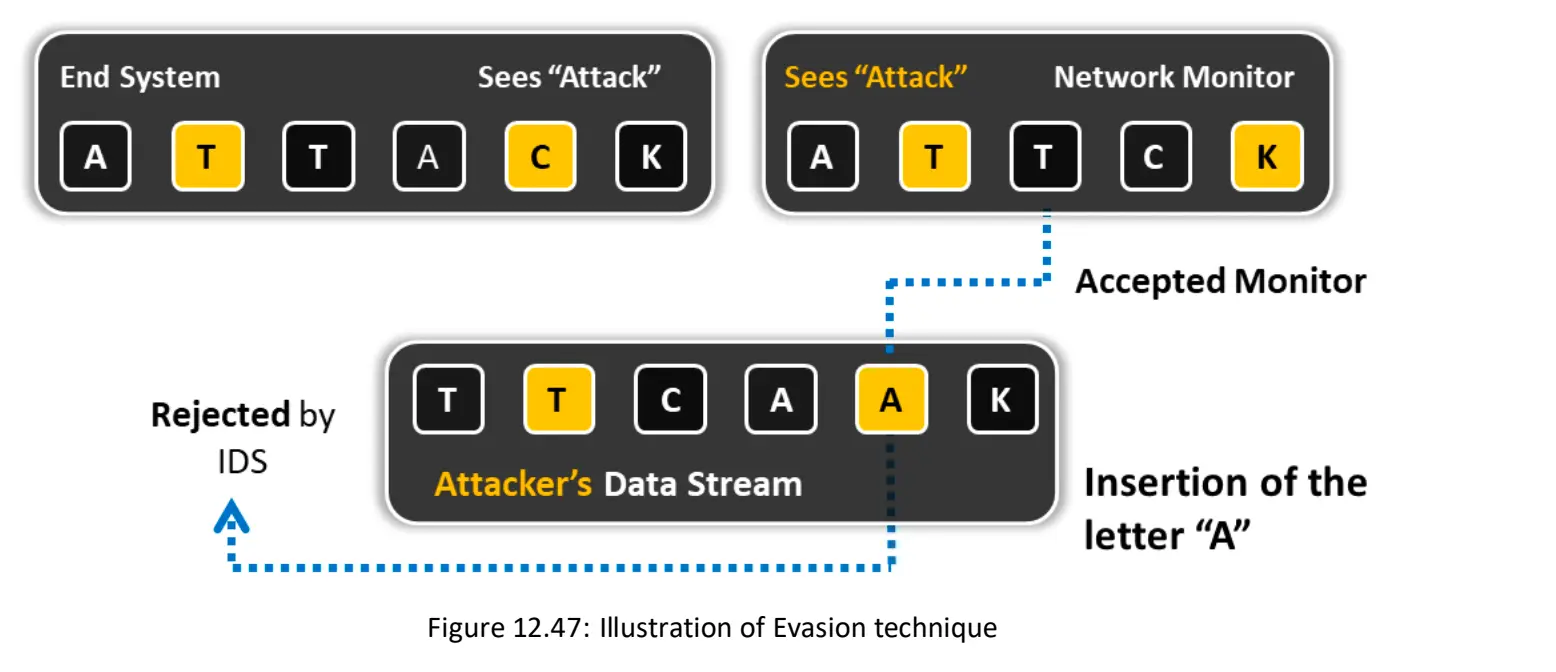 End System Sees “Attack”
A T T A C K
Sees “Attack” Network Monitor
A T T C K
Accepted Monitor
T T C A A K
Attacker’s Data Stream
Rejected by
IDS
Insertion of the
letter “A”
Figure 12.47: Illustration of Evasion technique